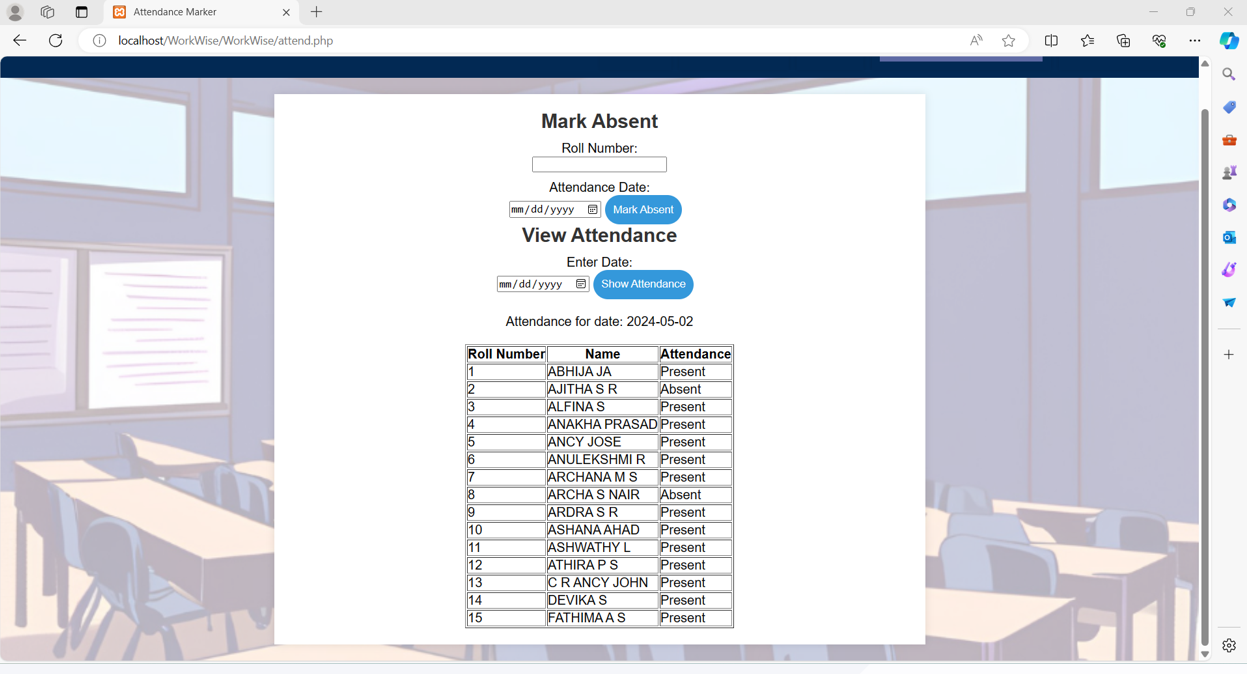 Attendance Marker
localhost/WorkWise/WorkWise/attend.php
Mark Absent
Roll Number:
Attendance Date:
mm/dd/yyyy Mark Absent
View Attendance
Enter Date:
mm/dd/yyyy Show Attendance
Attendance for date: 2024-05-02
Roll Number Name Attendance
1 ABHIJA JA Present
2 AJITHA S R Absent
3 ALFINA S Present
4 ANAKHA PRASAD Present
5 ANCY JOSE Present
6 ANULEKSHMI R Present
7 ARCHANA M S Present
8 ARCHA S NAIR Absent
9 ARDRA S R Present
10 ASHANA AHAD Present
11 ASHWATHY L Present
12 ATHIRA P S Present
13 C R ANCY JOHN Present
14 DEVIKA S Present
15 FATHIMA A S Present